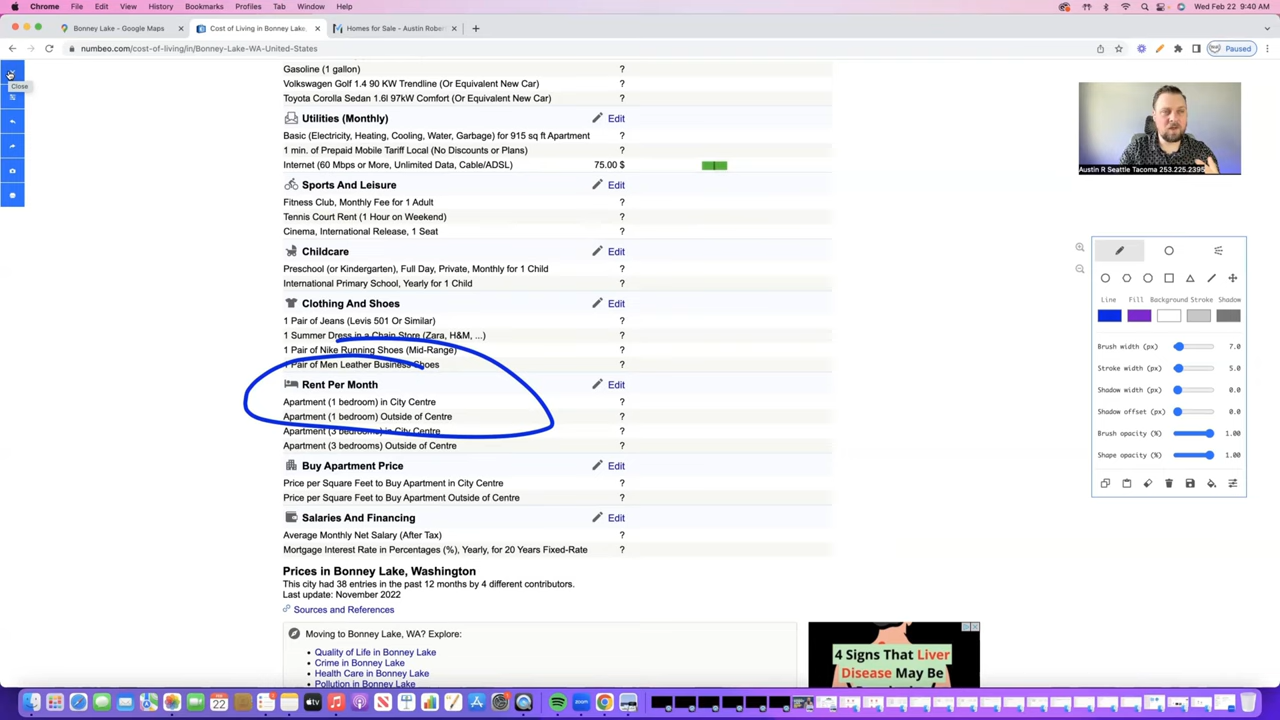 Chrome File Edit View History Bookmarks Profiles Tab Window Help Wed Feb 22 9:40 AM
Bonney Lake - Google Maps Cost of Living in Bonney Lake, Homes for Sale - Austin Robe
numbeo.com/cost-of-living/in/Bonney-Lake-WA-United-States Paused
Close
Gasoline (1 gallon) ?
Volkswagen Golf 1.4 90 KW Trendline (Or Equivalent New Car) ?
Toyota Corolla Sedan 1.6l 97kW Comfort (Or Equivalent New Car) ?
Utilities (Monthly) Edit
Basic (Electricity, Heating, Cooling, Water, Garbage) for 915 sq ft Apartment ?
1 min. of Prepaid Mobile Tariff Local (No Discounts or Plans) ?
Internet (60 Mbps or More, Unlimited Data, Cable/ADSL) 75.00 $
Sports And Leisure Edit
Fitness Club, Monthly Fee for 1 Adult ?
Tennis Court Rent (1 Hour on Weekend) ?
Cinema, International Release, 1 Seat ?
Childcare Edit
Preschool (or Kindergarten), Full Day, Private, Monthly for 1 Child ?
International Primary School, Yearly for 1 Child ?
Clothing And Shoes Edit
1 Pair of Jeans (Levis 501 Or Similar) ?
1 Summer Dress in a Chain Store (Zara, H&M, ...) ?
1 Pair of Nike Running Shoes (Mid-Range) ?
1 Pair of Men Leather Business Shoes ?
Rent Per Month Edit
Apartment (1 bedroom) in City Centre ?
Apartment (1 bedroom) Outside of Centre ?
Apartment (3 bedrooms) in City Centre ?
Apartment (3 bedrooms) Outside of Centre ?
Buy Apartment Price Edit
Price per Square Feet to Buy Apartment in City Centre ?
Price per Square Feet to Buy Apartment Outside of Centre ?
Salaries And Financing Edit
Average Monthly Net Salary (After Tax) ?
Mortgage Interest Rate in Percentages (%), Yearly, for 20 Years Fixed-Rate ?
Prices in Bonney Lake, Washington
This city had 38 entries in the past 12 months by 4 different contributors.
Last update: November 2022
Sources and References
Moving to Bonney Lake, WA? Explore:
Quality of Life in Bonney Lake
Crime in Bonney Lake
Health Care in Bonney Lake
Pollution in Bonney Lake
4 Signs That Liver
Disease May Be
Austin R Seattle Tacoma 253.225.2395
Line Fill Background Stroke Shadow
Brush width (px) 7.0
Stroke width (px) 5.0
Shadow width (px) 0.0
Shadow offset (px) 0.0
Brush opacity (%) 1.00
Shape opacity (%) 1.00